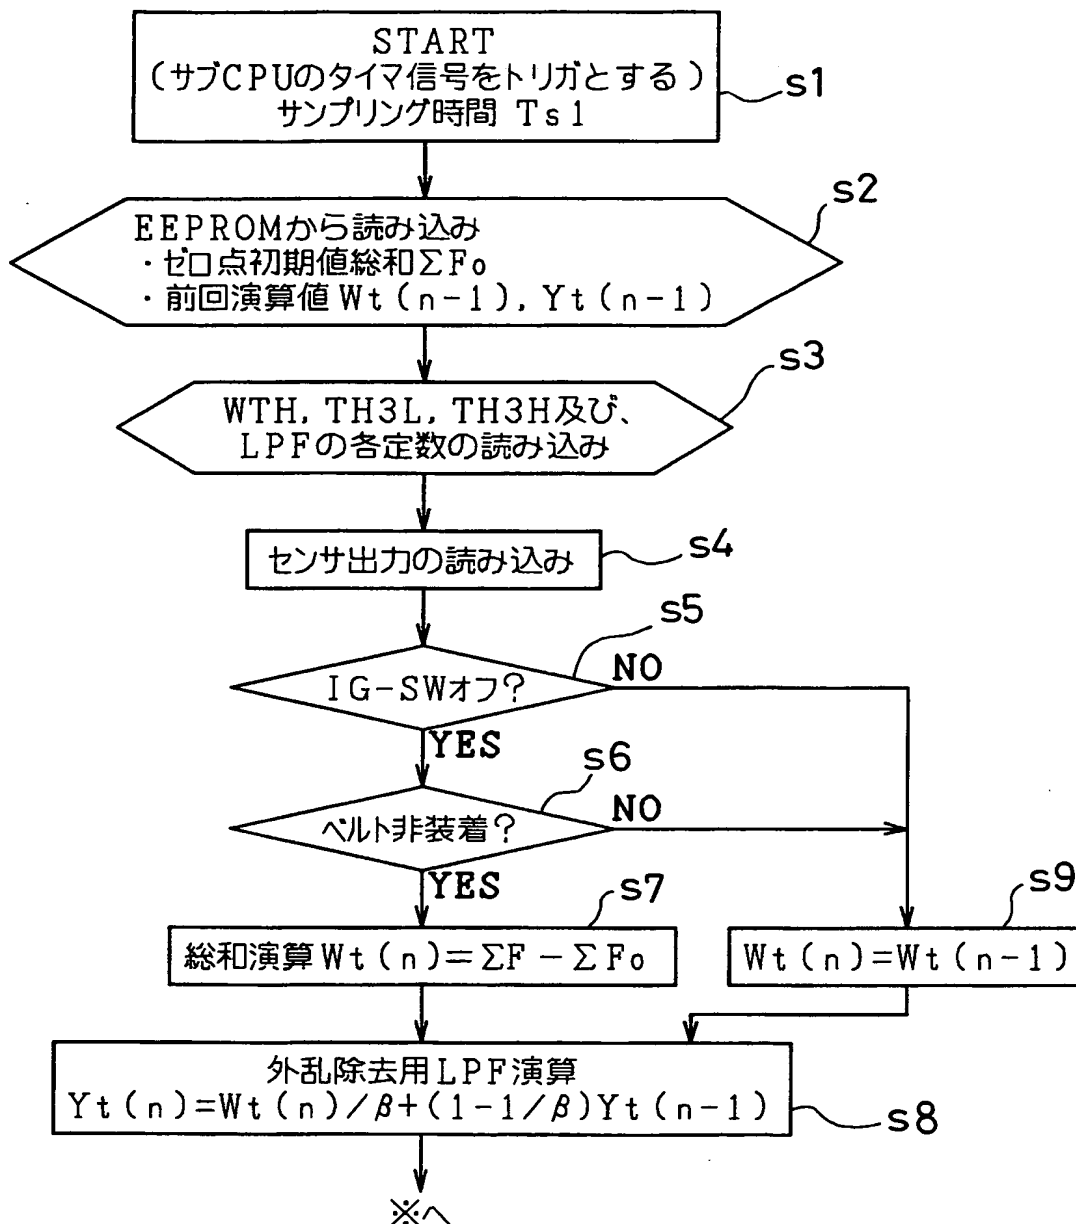 START
(サブCPUのタイマ信号をトリガとする)
サンプリング時間 Ts1
s1
EEPROMから読み込み
・ゼロ点初期値総和ΣFo
・前回演算値Wt(n-1), Yt(n-1)
s2
WTH, TH3L, TH3H及び、
LPFの各定数の読み込み
s3
センサ出力の読み込み
s4
IG-SWオフ?
s5
NO
YES
ベルト非装着?
s6
NO
YES
総和演算Wt(n)=ΣF-ΣFo
s7
Wt(n)=Wt(n-1)
s9
外乱除去用LPF演算
Yt(n)=Wt(n)/β+(1-1/β)Yt(n-1)
s8
※へ